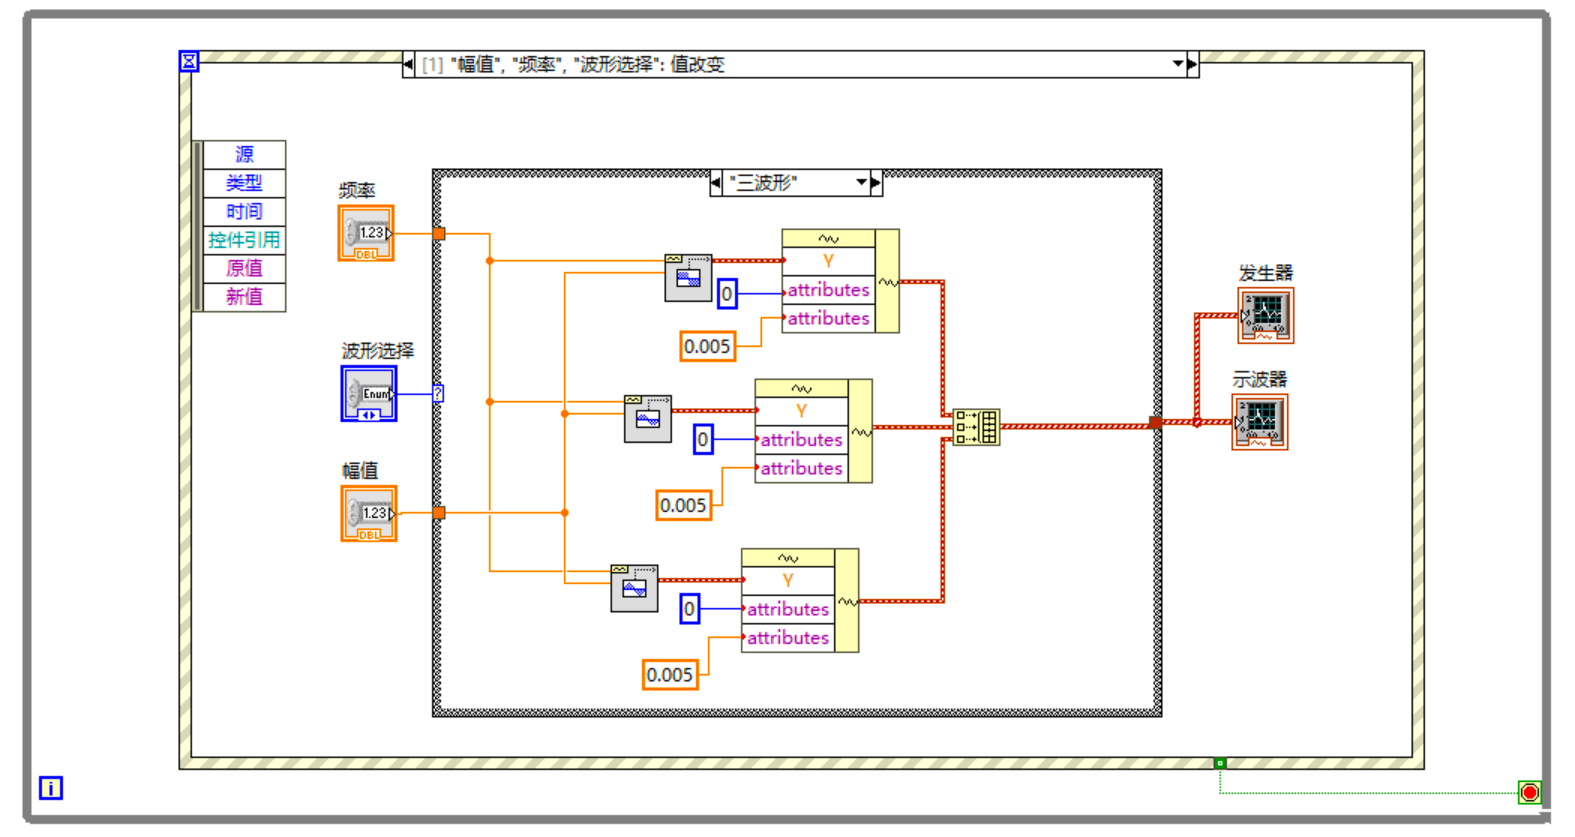 [1] "幅值", "频率", "波形选择": 值改变
源
类型
时间
控件引用
原值
新值
频率
1.23
DBL
波形选择
Enum
幅值
1.23
DBL
"三波形"
?
Y
0
attributes
attributes
0.005
Y
0
attributes
attributes
0.005
Y
0
attributes
attributes
0.005
发生器
示波器
i